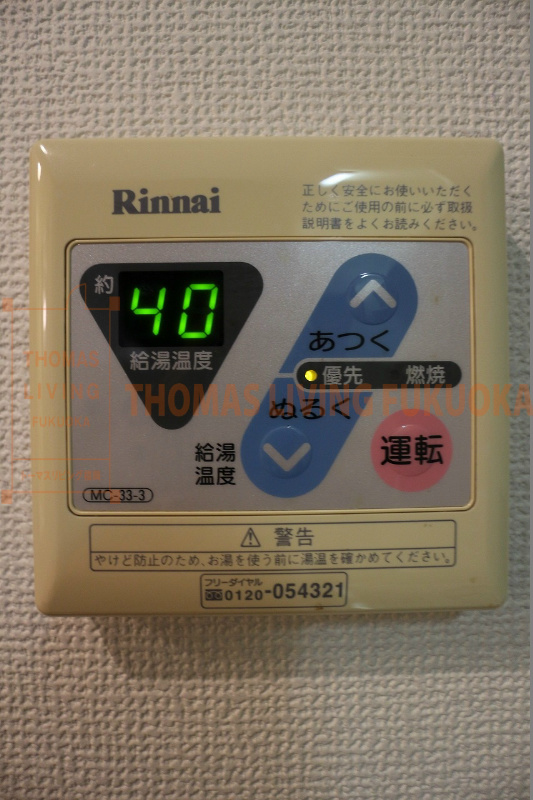 Rinnai
正しく安全にお使いいただく
ためにご使用の前に必ず取扱
説明書をよくお読みください。
約
40
給湯温度
あつく
優先 燃焼
ぬるく
給湯
温度
運転
MC-33-3
警告
やけど防止のため、お湯を使う前に湯温を確かめてください。
フリーダイヤル
0120-054321
THOMAS
LIVING
FUKUOKA
THOMAS LIVING FUKUOKA